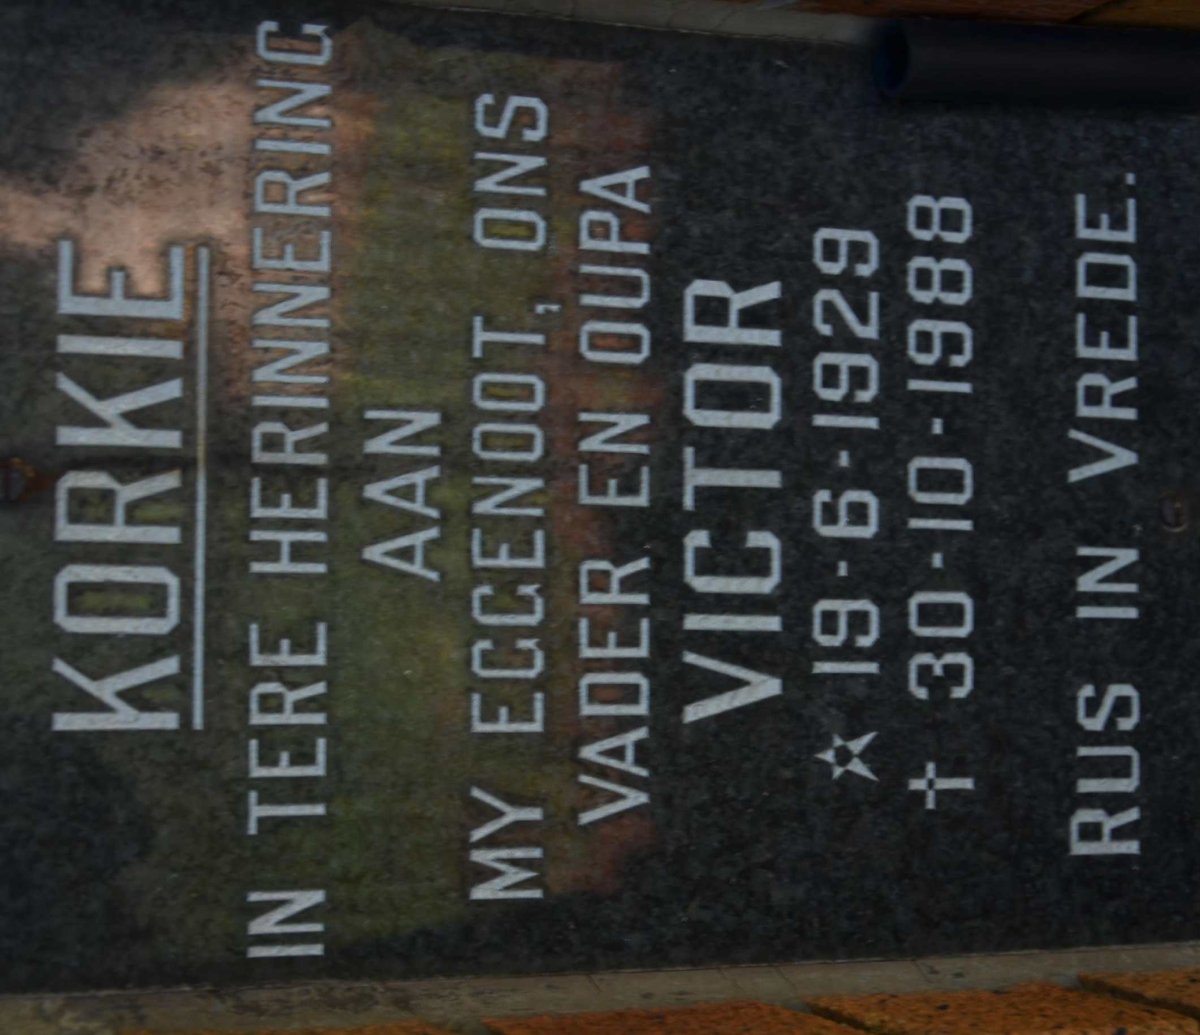 KORKIE
IN TERE HERINNERING
AAN
MY EGGENOOT, ONS
VADER EN OUPA
VICTOR
★ 19-6-1929
✝ 30-10-1988
RUS IN VREDE.